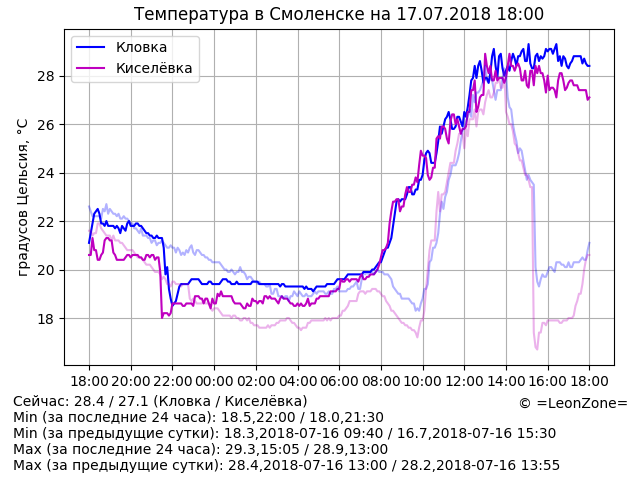 Температура в Смоленске на 17.07.2018 18:00
Кловка
Киселёвка
градусов Цельсия, °C
28
26
24
22
20
18
18:00 20:00 22:00 00:00 02:00 04:00 06:00 08:00 10:00 12:00 14:00 16:00 18:00
Сейчас: 28.4 / 27.1 (Кловка / Киселёвка)
© =LeonZone=
Min (за последние 24 часа): 18.5,22:00 / 18.0,21:30
Min (за предыдущие сутки): 18.3,2018-07-16 09:40 / 16.7,2018-07-16 15:30
Max (за последние 24 часа): 29.3,15:05 / 28.9,13:00
Max (за предыдущие сутки): 28.4,2018-07-16 13:00 / 28.2,2018-07-16 13:55